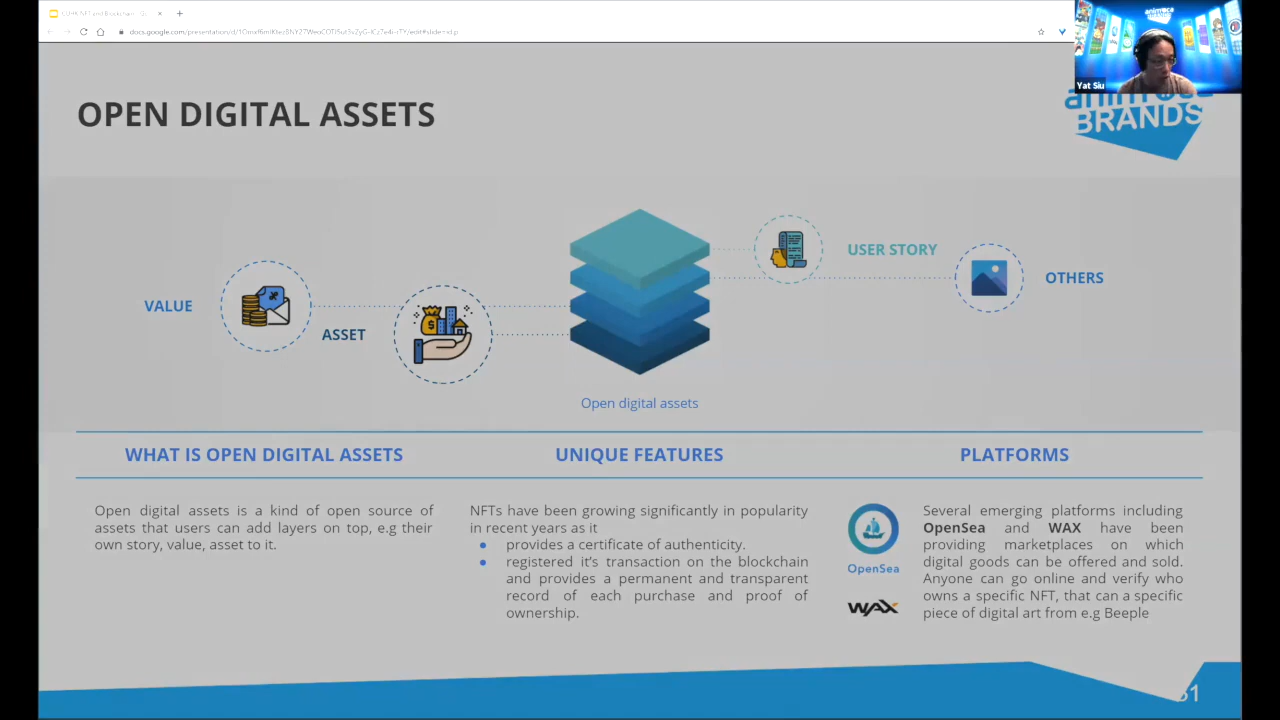 OPEN DIGITAL ASSETS
Yat Siu
BRANDS
VALUE
ASSET
USER STORY
OTHERS
Open digital assets
WHAT IS OPEN DIGITAL ASSETS
UNIQUE FEATURES
PLATFORMS
Open digital assets is a kind of open source of
assets that users can add layers on top, e.g their
own story, value, asset to it.
NFTs have been growing significantly in popularity
in recent years as it
provides a certificate of authenticity.
registered it's transaction on the blockchain
and provides a permanent and transparent
record of each purchase and proof of
ownership.
OpenSea
WAX
Several emerging platforms including
OpenSea and WAX have been
providing marketplaces on which
digital goods can be offered and sold.
Anyone can go online and verify who
owns a specific NFT, that can a specific
piece of digital art from e.g Beeple